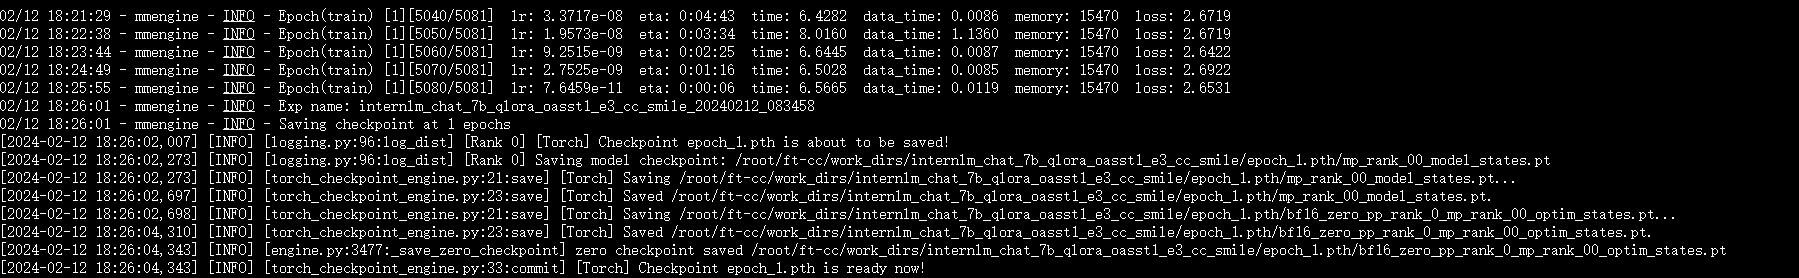 02/12 18:21:29 - mmengine - INFO - Epoch(train) [1][5040/5081] lr: 3.3717e-08 eta: 0:04:43 time: 6.4282 data_time: 0.0086 memory: 15470 loss: 2.6719
02/12 18:22:38 - mmengine - INFO - Epoch(train) [1][5050/5081] lr: 1.9573e-08 eta: 0:03:34 time: 8.0160 data_time: 1.1360 memory: 15470 loss: 2.6719
02/12 18:23:44 - mmengine - INFO - Epoch(train) [1][5060/5081] lr: 9.2515e-09 eta: 0:02:25 time: 6.6445 data_time: 0.0087 memory: 15470 loss: 2.6422
02/12 18:24:49 - mmengine - INFO - Epoch(train) [1][5070/5081] lr: 2.7525e-09 eta: 0:01:16 time: 6.5028 data_time: 0.0085 memory: 15470 loss: 2.6922
02/12 18:25:55 - mmengine - INFO - Epoch(train) [1][5080/5081] lr: 7.6459e-11 eta: 0:00:06 time: 6.5665 data_time: 0.0119 memory: 15470 loss: 2.6531
02/12 18:26:01 - mmengine - INFO - Exp name: internlm_chat_7b_qlora_oasst1_e3_cc_smile_20240212_083458
02/12 18:26:01 - mmengine - INFO - Saving checkpoint at 1 epochs
[2024-02-12 18:26:02,007] [INFO] [logging.py:96:log_dist] [Rank 0] [Torch] Checkpoint epoch_1.pth is about to be saved!
[2024-02-12 18:26:02,273] [INFO] [logging.py:96:log_dist] [Rank 0] Saving model checkpoint: /root/ft-cc/work_dirs/internlm_chat_7b_qlora_oasst1_e3_cc_smile/epoch_1.pth/mp_rank_00_model_states.pt
[2024-02-12 18:26:02,273] [INFO] [torch_checkpoint_engine.py:21:save] [Torch] Saving /root/ft-cc/work_dirs/internlm_chat_7b_qlora_oasst1_e3_cc_smile/epoch_1.pth/mp_rank_00_model_states.pt...
[2024-02-12 18:26:02,697] [INFO] [torch_checkpoint_engine.py:23:save] [Torch] Saved /root/ft-cc/work_dirs/internlm_chat_7b_qlora_oasst1_e3_cc_smile/epoch_1.pth/mp_rank_00_model_states.pt.
[2024-02-12 18:26:02,698] [INFO] [torch_checkpoint_engine.py:21:save] [Torch] Saving /root/ft-cc/work_dirs/internlm_chat_7b_qlora_oasst1_e3_cc_smile/epoch_1.pth/bf16_zero_pp_rank_0_mp_rank_00_optim_states.pt...
[2024-02-12 18:26:04,310] [INFO] [torch_checkpoint_engine.py:23:save] [Torch] Saved /root/ft-cc/work_dirs/internlm_chat_7b_qlora_oasst1_e3_cc_smile/epoch_1.pth/bf16_zero_pp_rank_0_mp_rank_00_optim_states.pt.
[2024-02-12 18:26:04,343] [INFO] [engine.py:3477:_save_zero_checkpoint] zero checkpoint saved /root/ft-cc/work_dirs/internlm_chat_7b_qlora_oasst1_e3_cc_smile/epoch_1.pth/bf16_zero_pp_rank_0_mp_rank_00_optim_states.pt
[2024-02-12 18:26:04,343] [INFO] [torch_checkpoint_engine.py:33:commit] [Torch] Checkpoint epoch_1.pth is ready now!